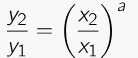 y₂/y₁ = (x₂/x₁)ᵃ